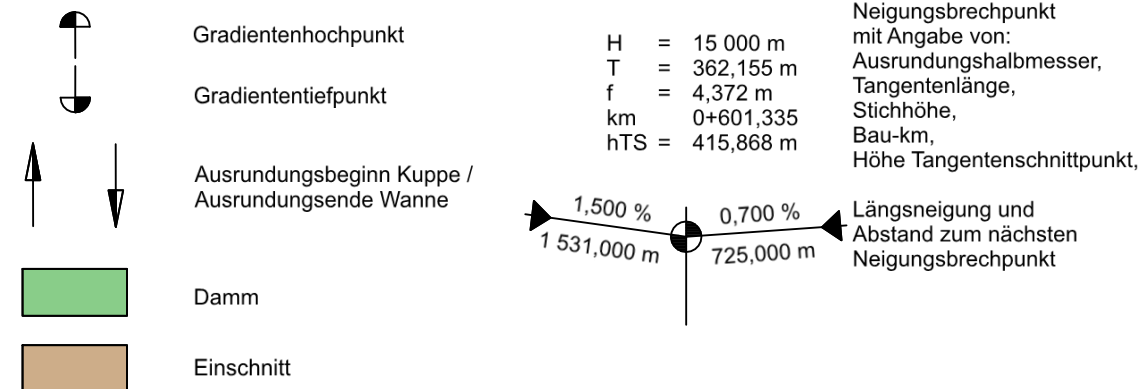 Gradientenhochpunkt
Gradiententiefpunkt
Ausrundungsbeginn Kuppe /
Ausrundungsende Wanne
Damm
Einschnitt
H = 15 000 m
T = 362,155 m
f = 4,372 m
km 0+601,335
hTS = 415,868 m
1,500 %
0,700 %
1 531,000 m
725,000 m
Neigungsbrechpunkt
mit Angabe von:
Ausrundungshalbmesser,
Tangentenlänge,
Stichhöhe,
Bau-km,
Höhe Tangentenschnittpunkt,
Längsneigung und
Abstand zum nächsten
Neigungsbrechpunkt